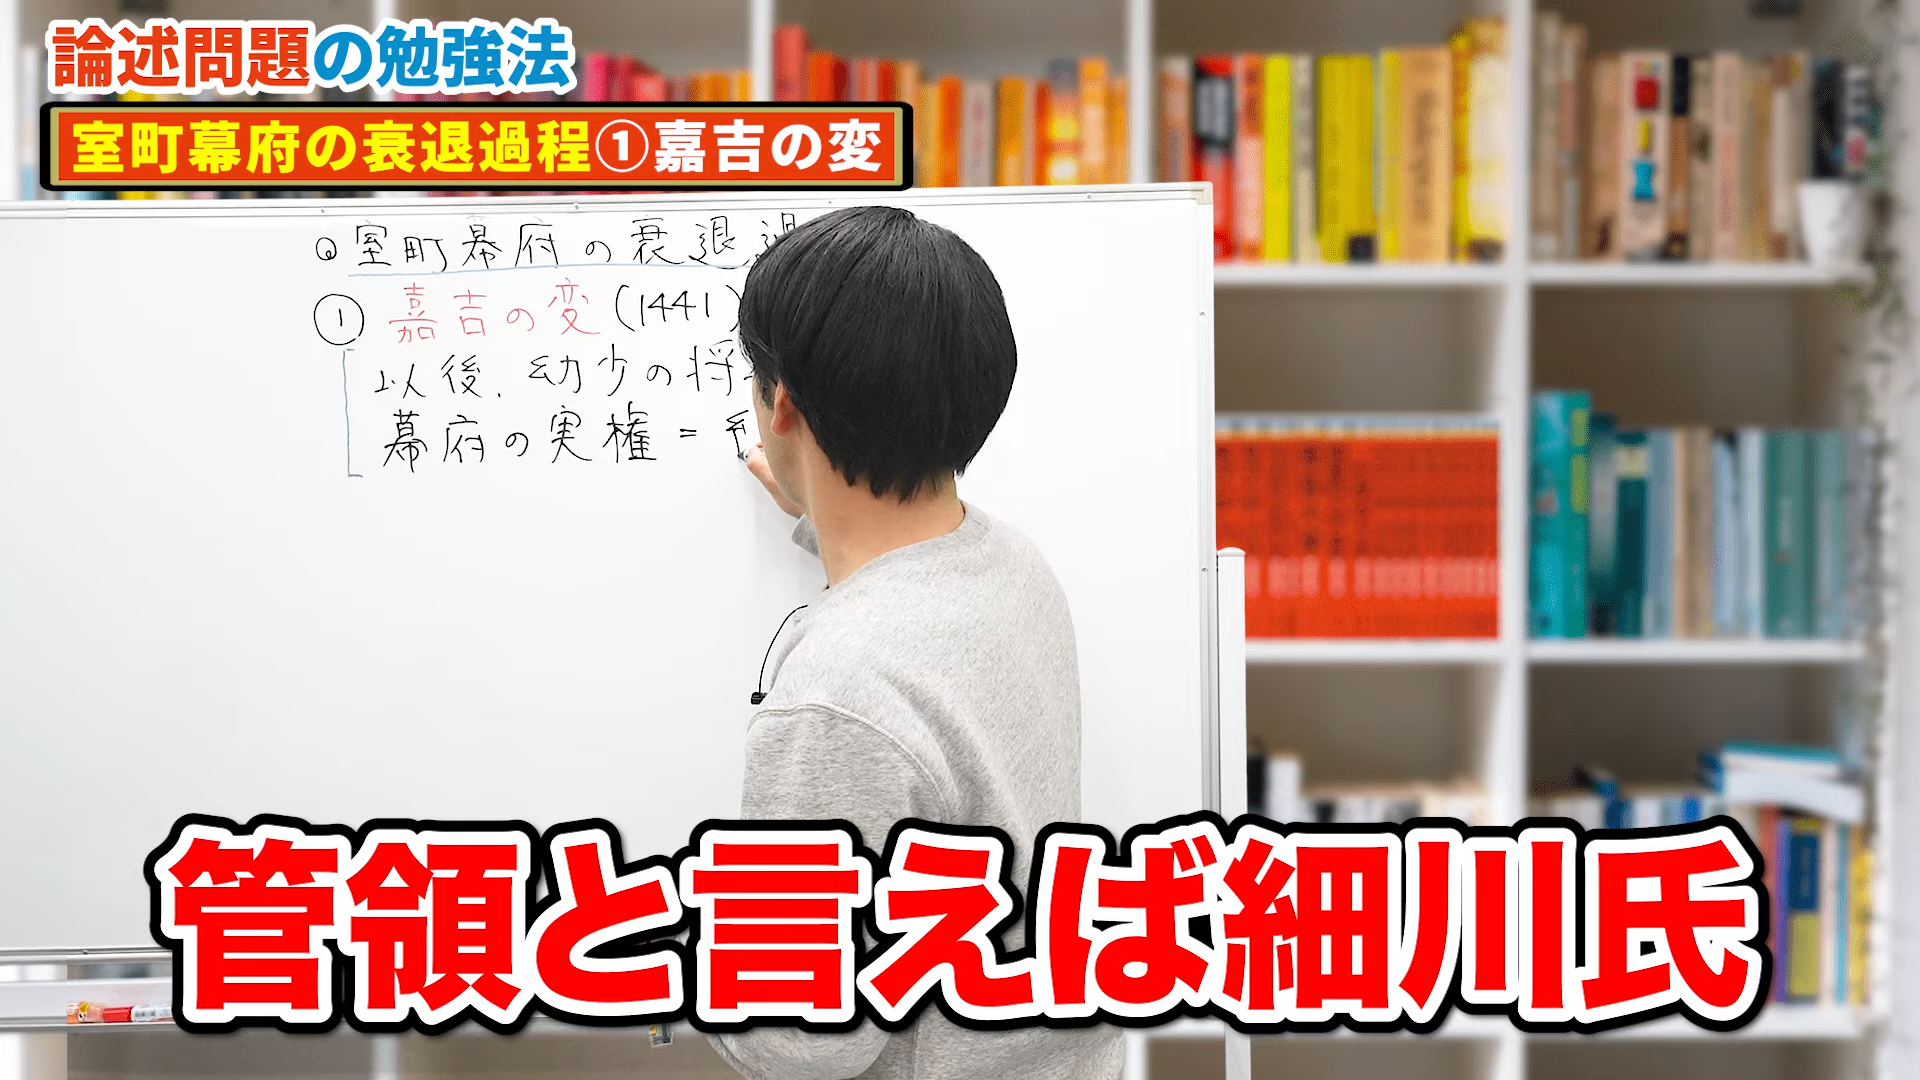 論述問題の勉強法
室町幕府の衰退過程①嘉吉の変
◎室町幕府の衰退過
① 嘉吉の変(1441)
以後、幼少の将
幕府の実権=
管領と言えば細川氏